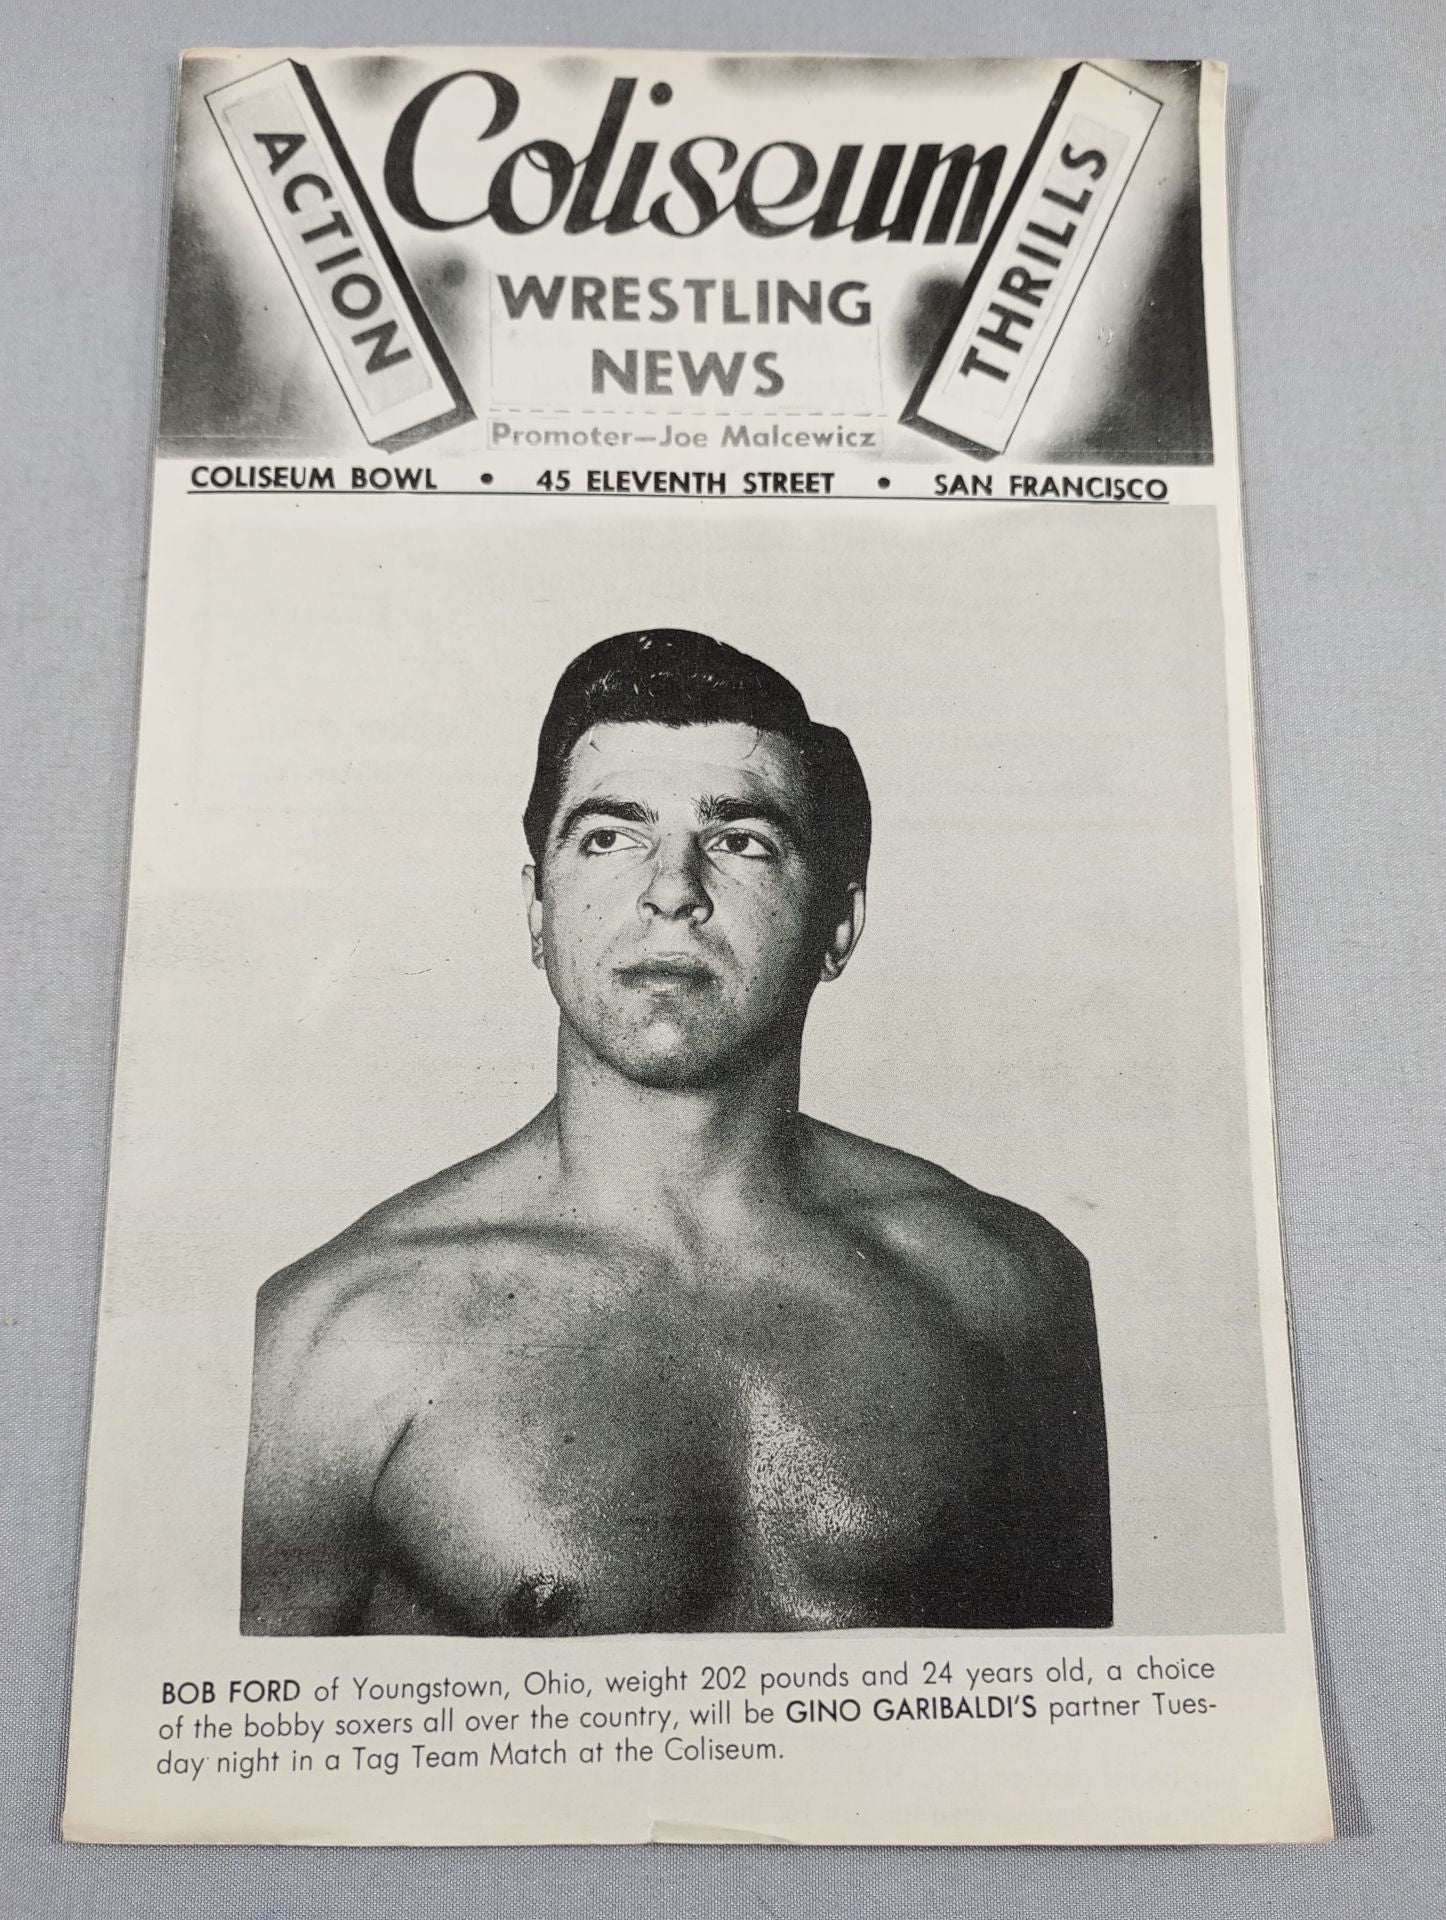 ACTION
Coliseum
THRILLS
WRESTLING
NEWS
Promoter—Joe Malcewicz
COLISEUM BOWL • 45 ELEVENTH STREET • SAN FRANCISCO
BOB FORD of Youngstown, Ohio, weight 202 pounds and 24 years old, a choice
of the bobby soxers all over the country, will be GINO GARIBALDI'S partner Tues-
day night in a Tag Team Match at the Coliseum.